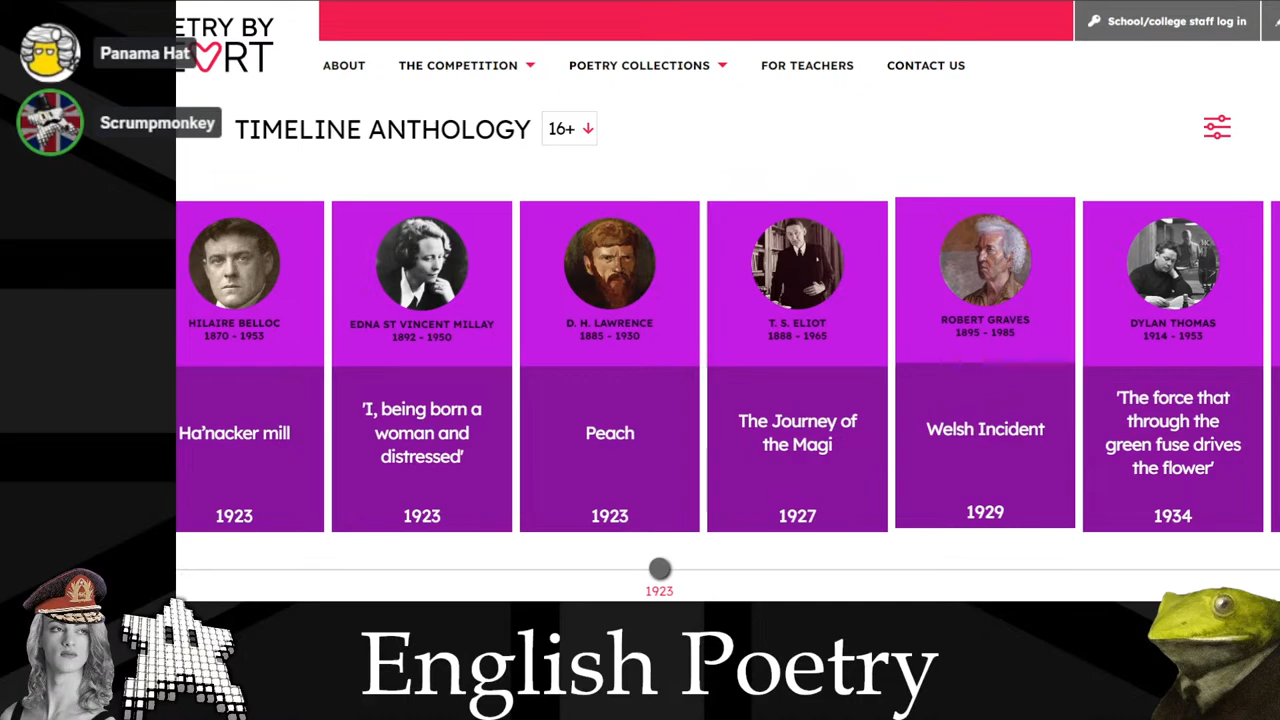 ETRY BY
School/college staff log in
Panama Hat
RT
ABOUT
THE COMPETITION
POETRY COLLECTIONS
FOR TEACHERS
CONTACT US
Scrumpmonkey
TIMELINE ANTHOLOGY
16+
HILAIRE BELLOC
1870 - 1953
Ha'nacker mill
1923
EDNA ST VINCENT MILLAY
1892 - 1950
'I, being born a
woman and
distressed'
1923
D. H. LAWRENCE
1885 - 1930
Peach
1923
T. S. ELIOT
1888 - 1965
The Journey of
the Magi
1927
ROBERT GRAVES
1895 - 1985
Welsh Incident
1929
DYLAN THOMAS
1914 - 1953
'The force that
through the
green fuse drives
the flower'
1934
1923
English Poetry